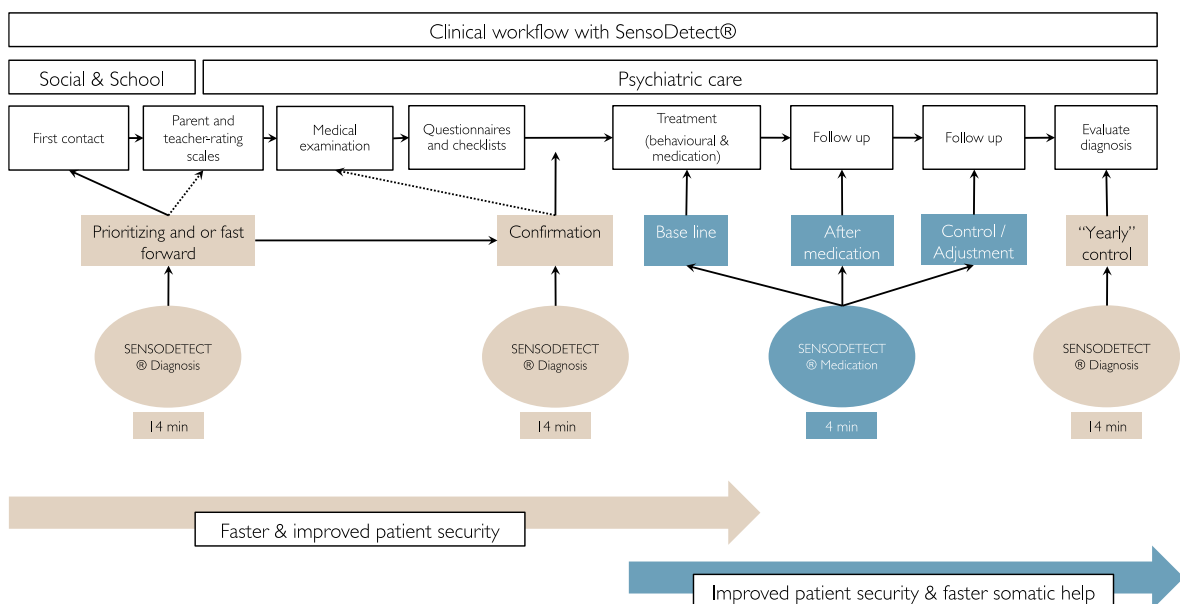 Clinical workflow with SensoDetect®
Social & School
Psychiatric care
First contact
Parent and
teacher-rating
scales
Medical
examination
Questionnaires
and checklists
Treatment
(behavioural &
medication)
Follow up
Follow up
Evaluate
diagnosis
Prioritizing and or fast
forward
Confirmation
Base line
After
medication
Control /
Adjustment
“Yearly”
control
SENSODETECT
® Diagnosis
SENSODETECT
® Diagnosis
SENSODETECT
® Medication
SENSODETECT
® Diagnosis
14 min
14 min
4 min
14 min
Faster & improved patient security
Improved patient security & faster somatic help